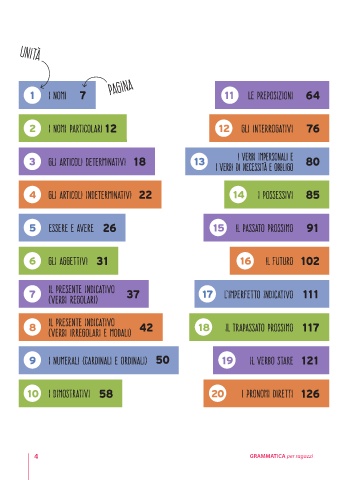 UNITÀ
PAGINA
1 I NOMI 7
2 I NOMI PARTICOLARI 12
3 GLI ARTICOLI DETERMINATIVI 18
4 GLI ARTICOLI INDETERMINATIVI 22
5 ESSERE E AVERE 26
6 GLI AGGETTIVI 31
7 IL PRESENTE INDICATIVO
(VERBI REGOLARI) 37
8 IL PRESENTE INDICATIVO
(VERBI IRREGOLARI E MODALI) 42
9 I NUMERALI (CARDINALI E ORDINALI) 50
10 I DIMOSTRATIVI 58
11 LE PREPOSIZIONI 64
12 GLI INTERROGATIVI 76
13 I VERBI IMPERSONALI E
I VERBI DI NECESSITÀ E OBBLIGO 80
14 I POSSESSIVI 85
15 IL PASSATO PROSSIMO 91
16 IL FUTURO 102
17 L'IMPERFETTO INDICATIVO 111
18 IL TRAPASSATO PROSSIMO 117
19 IL VERBO STARE 121
20 I PRONOMI DIRETTI 126
4
GRAMMATICA per ragazzi